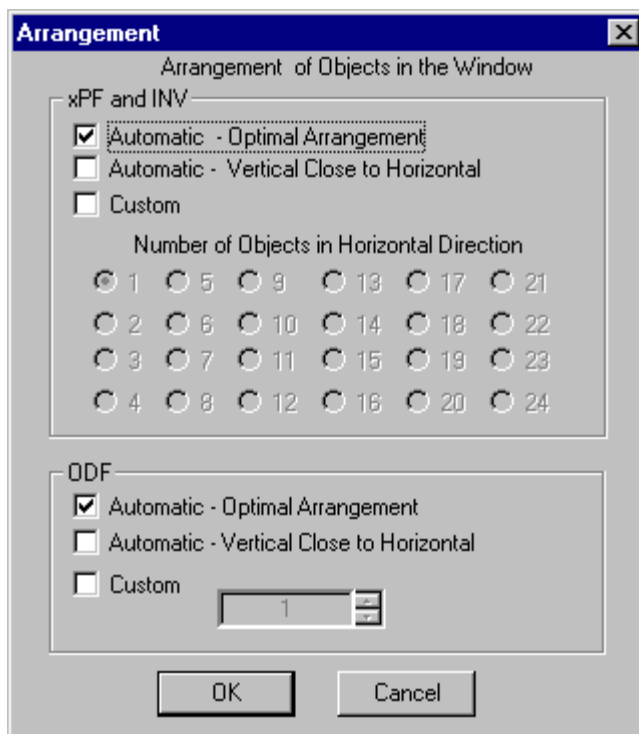 Arrangement
Arrangement of Objects in the Window
xPF and INV
Automatic - Optimal Arrangement
Automatic - Vertical Close to Horizontal
Custom
Number of Objects in Horizontal Direction
1 5 9 13 17 21
2 6 10 14 18 22
3 7 11 15 19 23
4 8 12 16 20 24
ODF
Automatic - Optimal Arrangement
Automatic - Vertical Close to Horizontal
Custom
1
OK Cancel